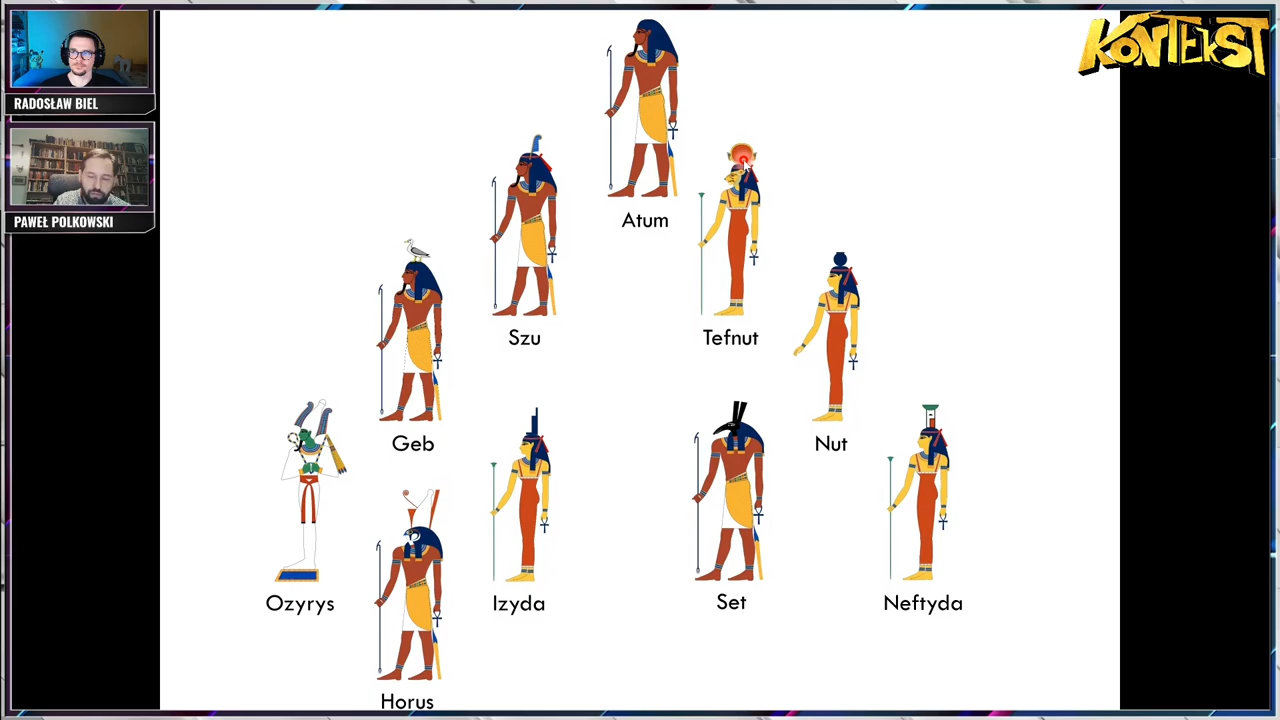 KONTEKST
RADOSŁAW BIEL
PAWEŁ POLKOWSKI
Atum
Szu
Tefnut
Geb
Nut
Ozyrys
Izyda
Set
Neftyda
Horus